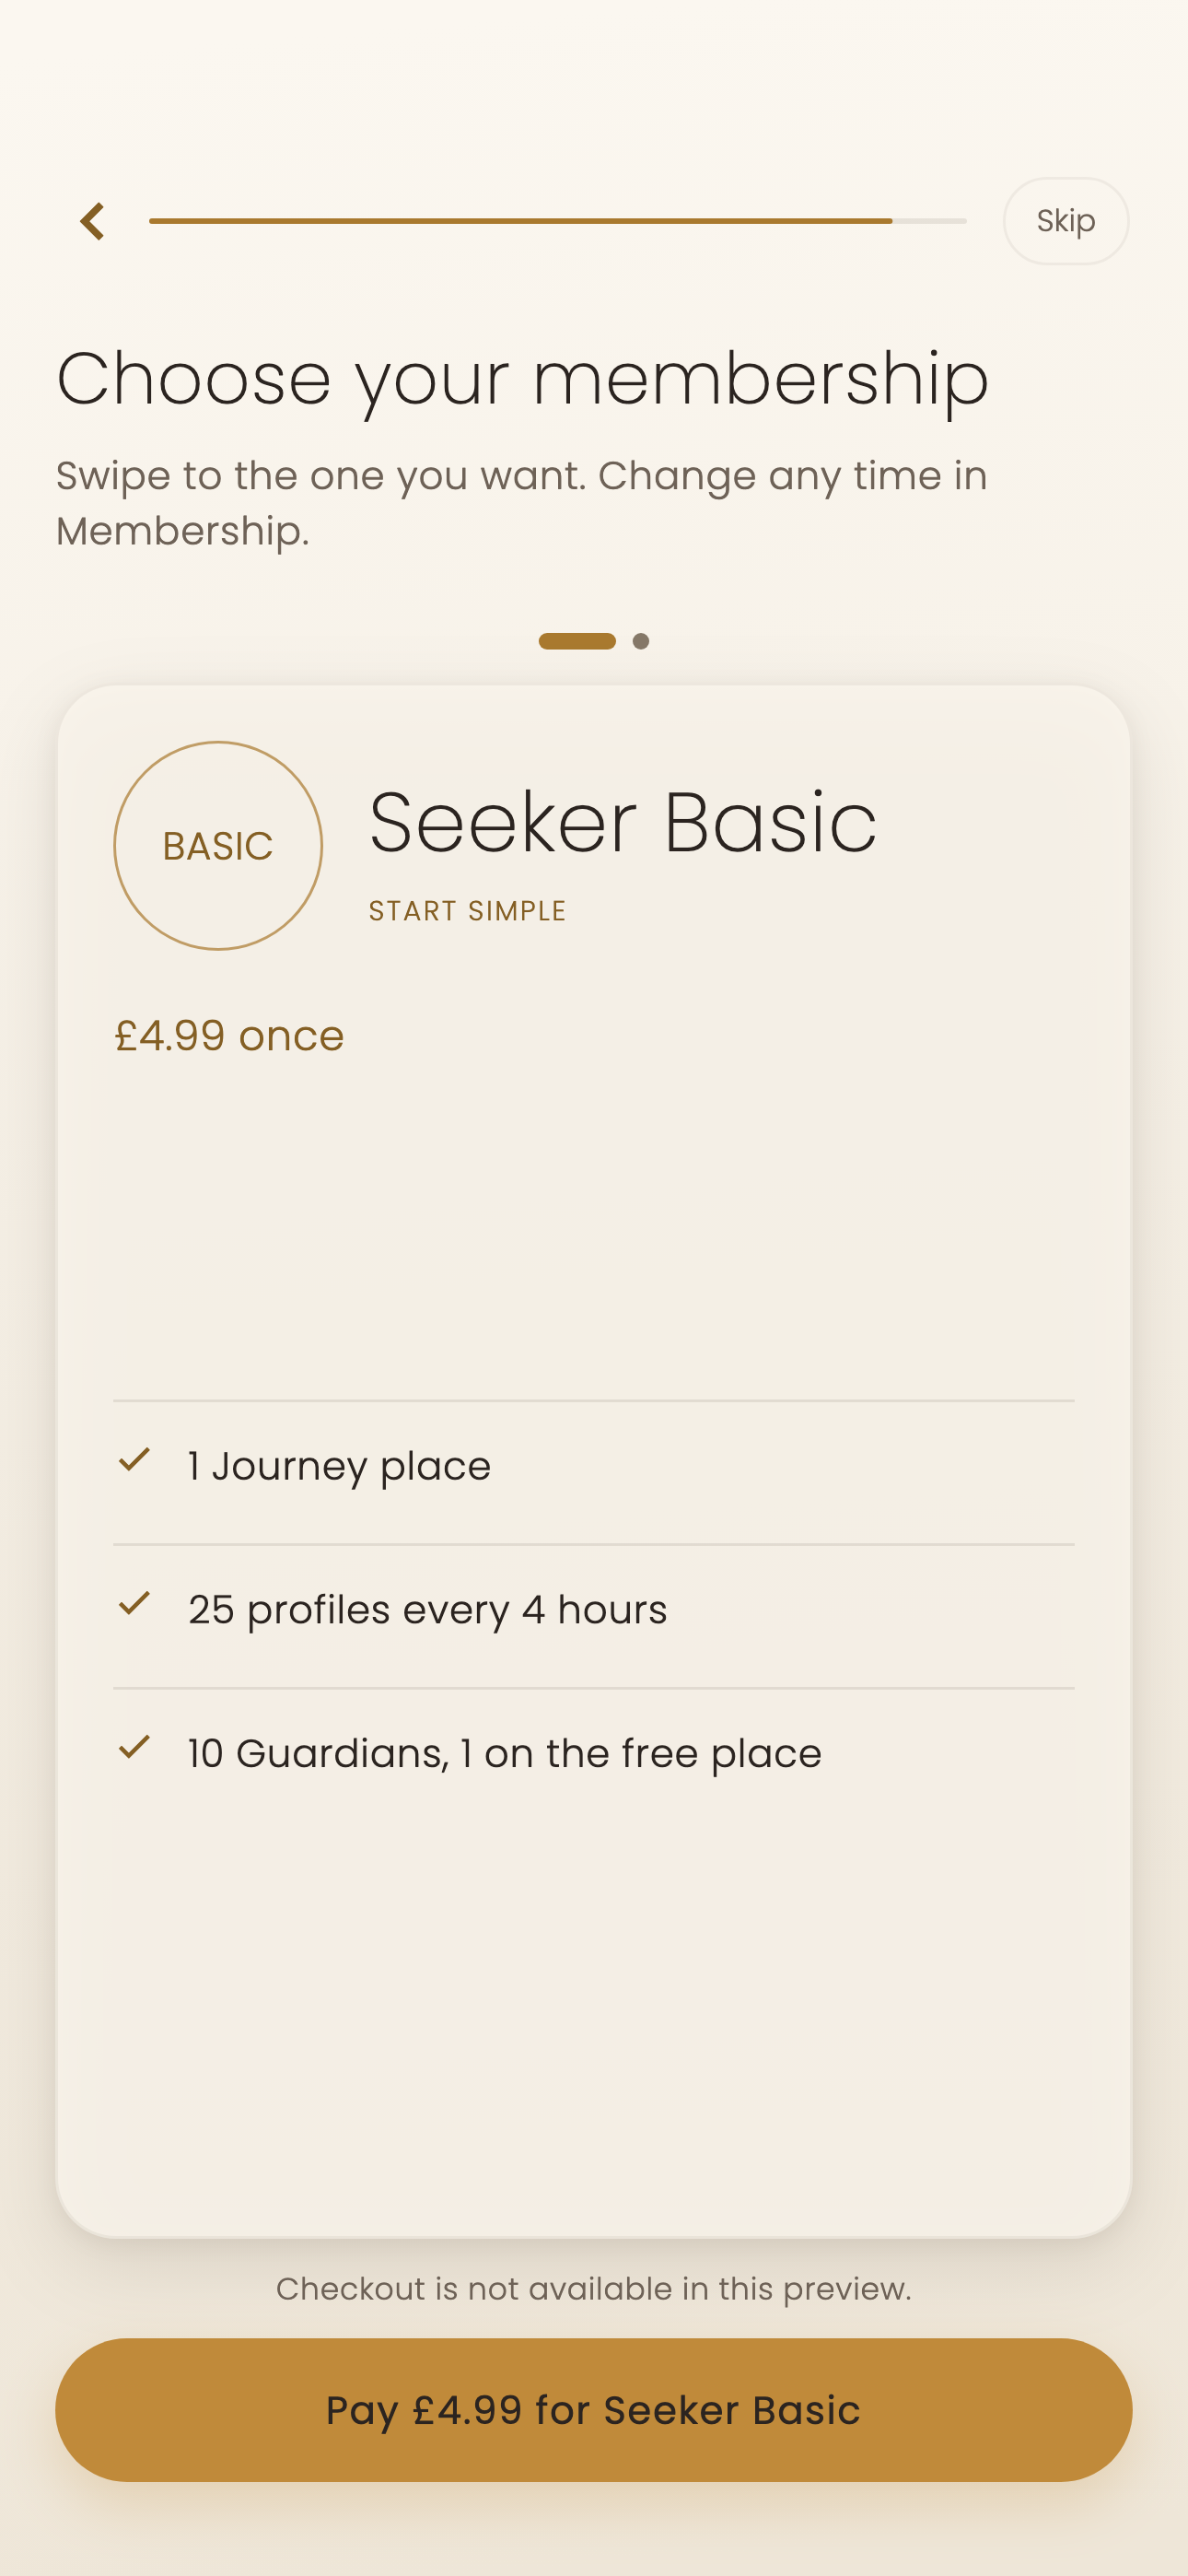 Skip
Choose your membership
Swipe to the one you want. Change any time in
Membership.
BASIC
Seeker Basic
START SIMPLE
£4.99 once
1 Journey place
25 profiles every 4 hours
10 Guardians, 1 on the free place
Checkout is not available in this preview.
Pay £4.99 for Seeker Basic